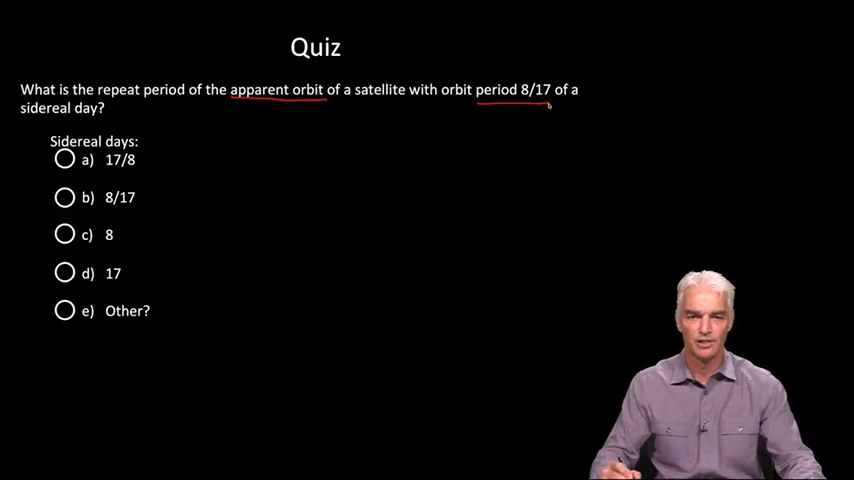 Quiz
What is the repeat period of the apparent orbit of a satellite with orbit period 8/17 of a
sidereal day?
Sidereal days:
a) 17/8
b) 8/17
c) 8
d) 17
e) Other?